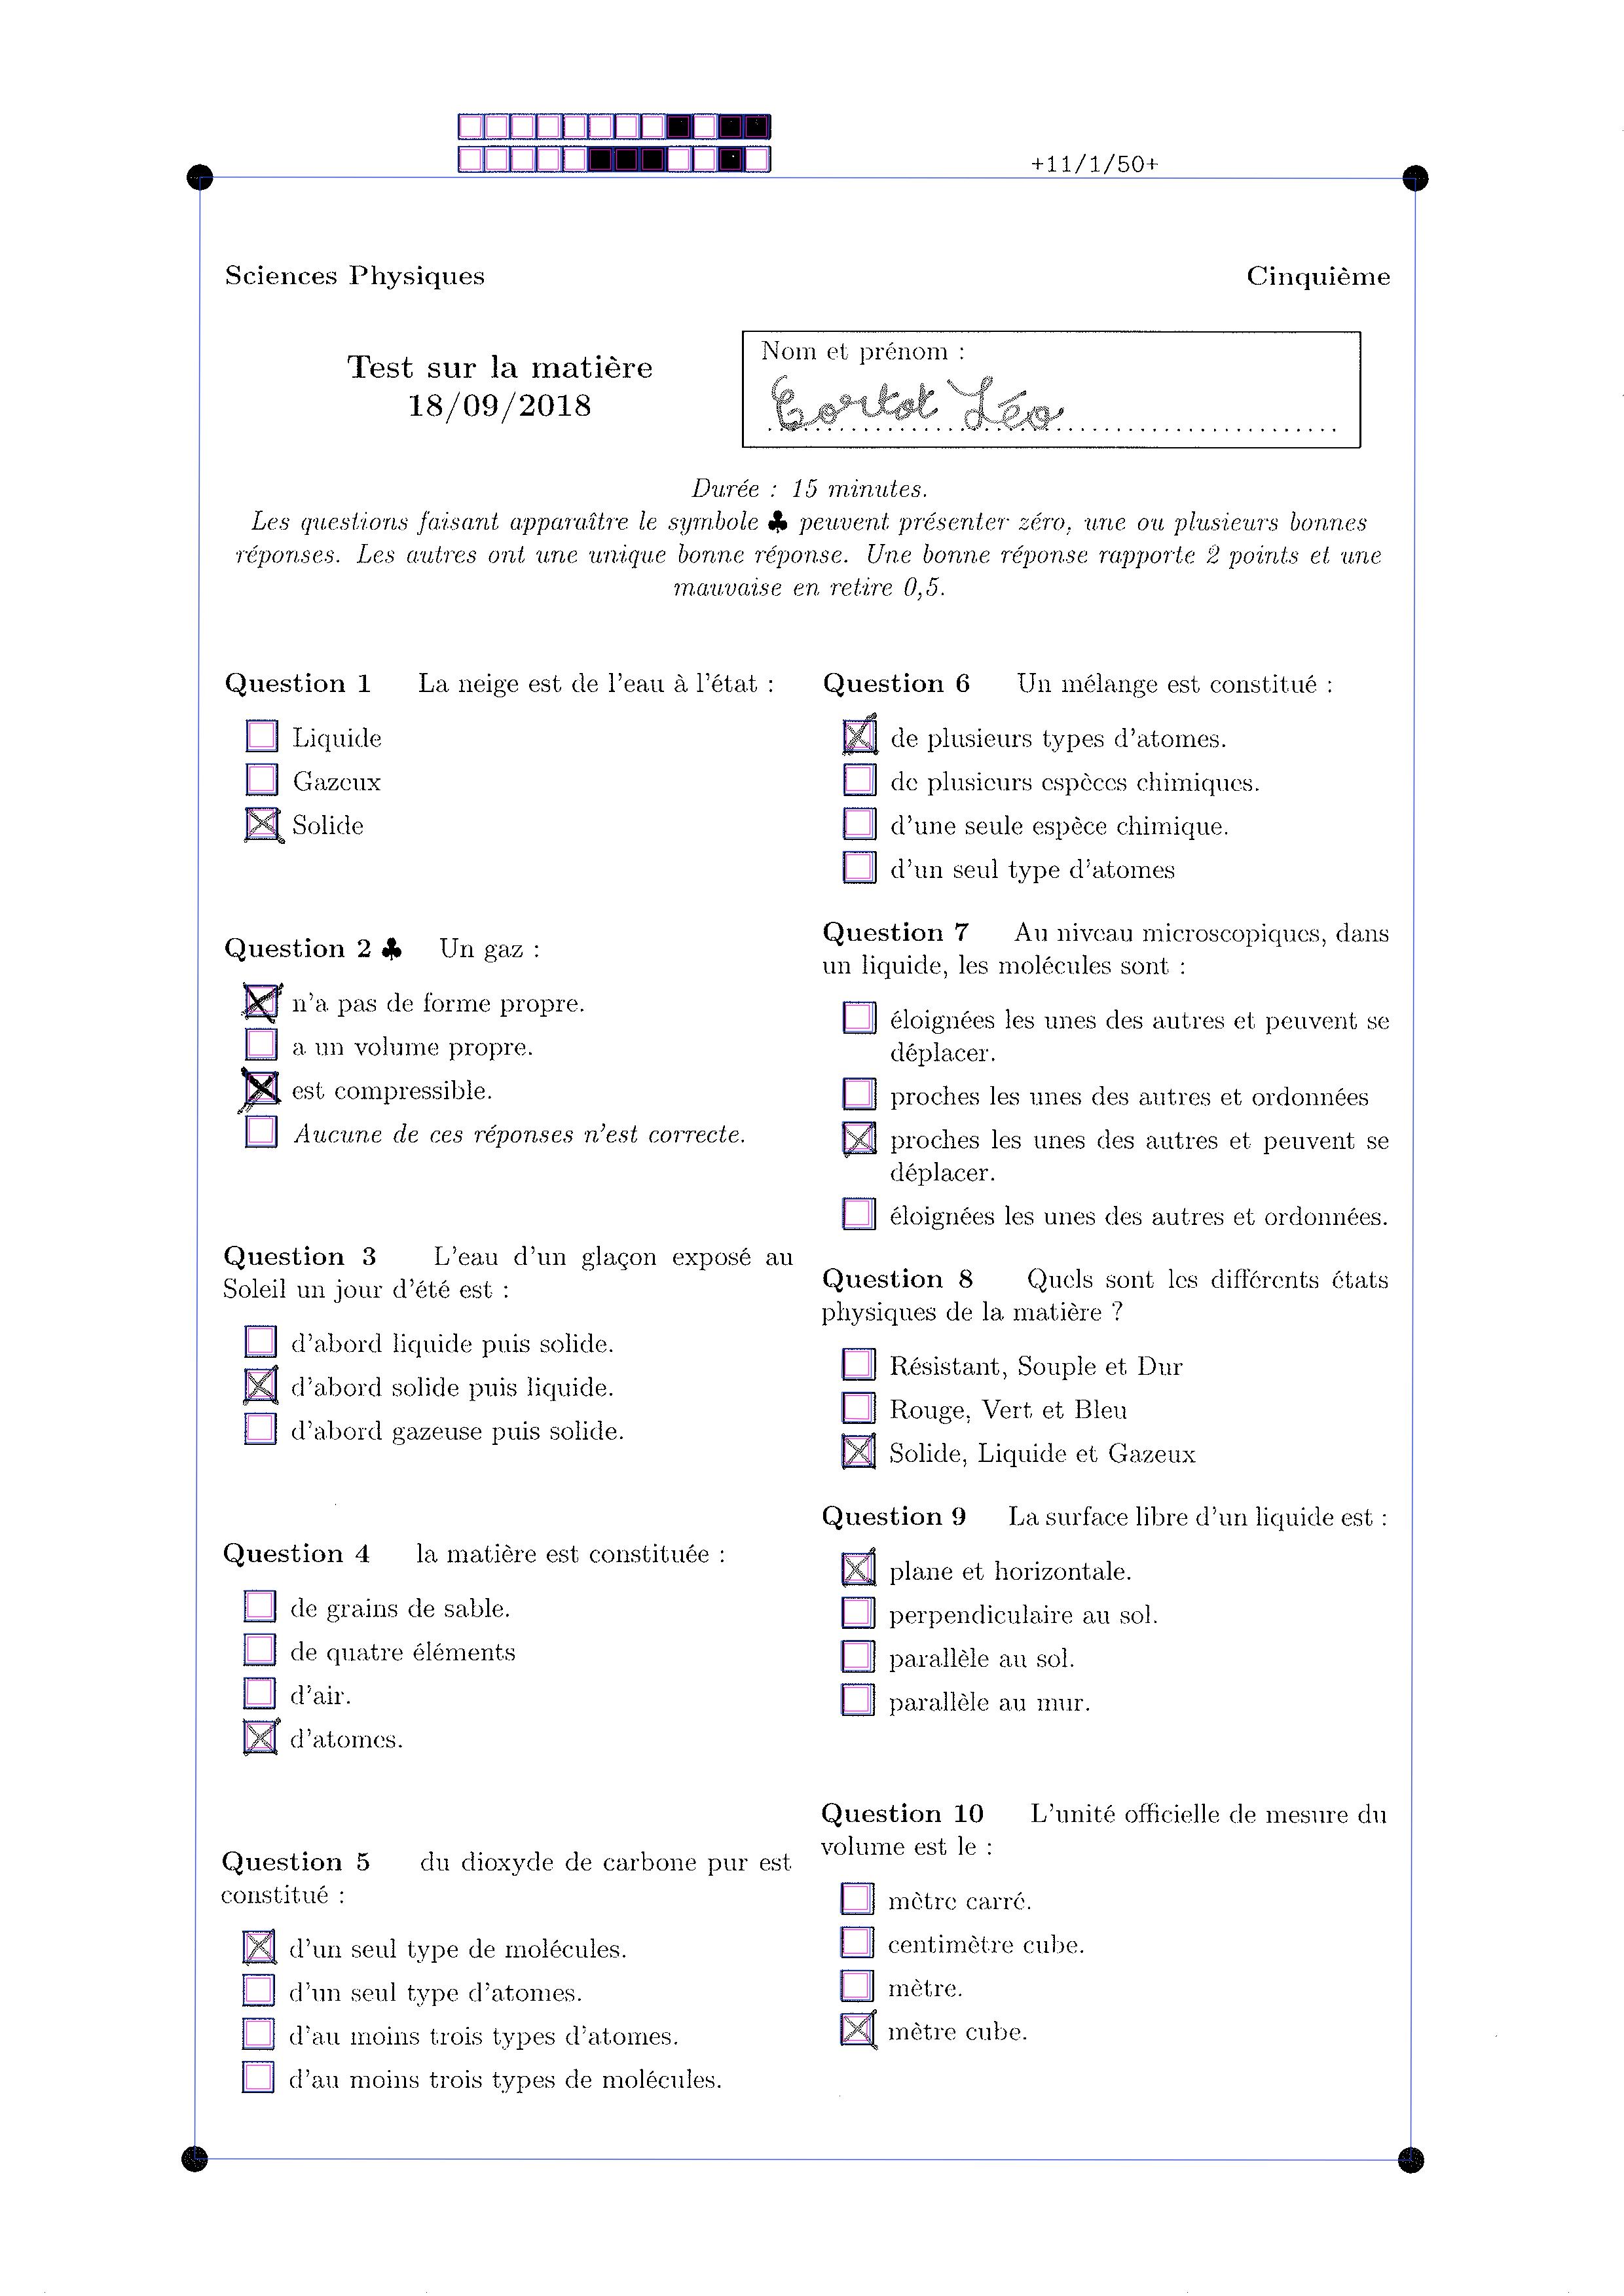 +11/1/50+
Sciences Physiques
Cinquième
Test sur la matière
18/09/2018
Nom et prénom :
Cortot Léo
Durée : 15 minutes.
Les questions faisant apparaître le symbole ♣ peuvent présenter zéro, une ou plusieurs bonnes
réponses. Les autres ont une unique bonne réponse. Une bonne réponse rapporte 2 points et une
mauvaise en retire 0,5.
Question 1 La neige est de l'eau à l'état :
Liquide
Gazeux
Solide
Question 2 ♣ Un gaz :
n'a pas de forme propre.
a un volume propre.
est compressible.
Aucune de ces réponses n'est correcte.
Question 3 L'eau d'un glaçon exposé au
Soleil un jour d'été est :
d'abord liquide puis solide.
d'abord solide puis liquide.
d'abord gazeuse puis solide.
Question 4 la matière est constituée :
de grains de sable.
de quatre éléments
d'air.
d'atomes.
Question 5 du dioxyde de carbone pur est
constitué :
d'un seul type de molécules.
d'un seul type d'atomes.
d'au moins trois types d'atomes.
d'au moins trois types de molécules.
Question 6 Un mélange est constitué :
de plusieurs types d'atomes.
de plusieurs espèces chimiques.
d'une seule espèce chimique.
d'un seul type d'atomes
Question 7 Au niveau microscopiques, dans
un liquide, les molécules sont :
éloignées les unes des autres et peuvent se
déplacer.
proches les unes des autres et ordonnées
proches les unes des autres et peuvent se
déplacer.
éloignées les unes des autres et ordonnées.
Question 8 Quels sont les différents états
physiques de la matière ?
Résistant, Souple et Dur
Rouge, Vert et Bleu
Solide, Liquide et Gazeux
Question 9 La surface libre d'un liquide est :
plane et horizontale.
perpendiculaire au sol.
parallèle au sol.
parallèle au mur.
Question 10 L'unité officielle de mesure du
volume est le :
mètre carré.
centimètre cube.
mètre.
mètre cube.